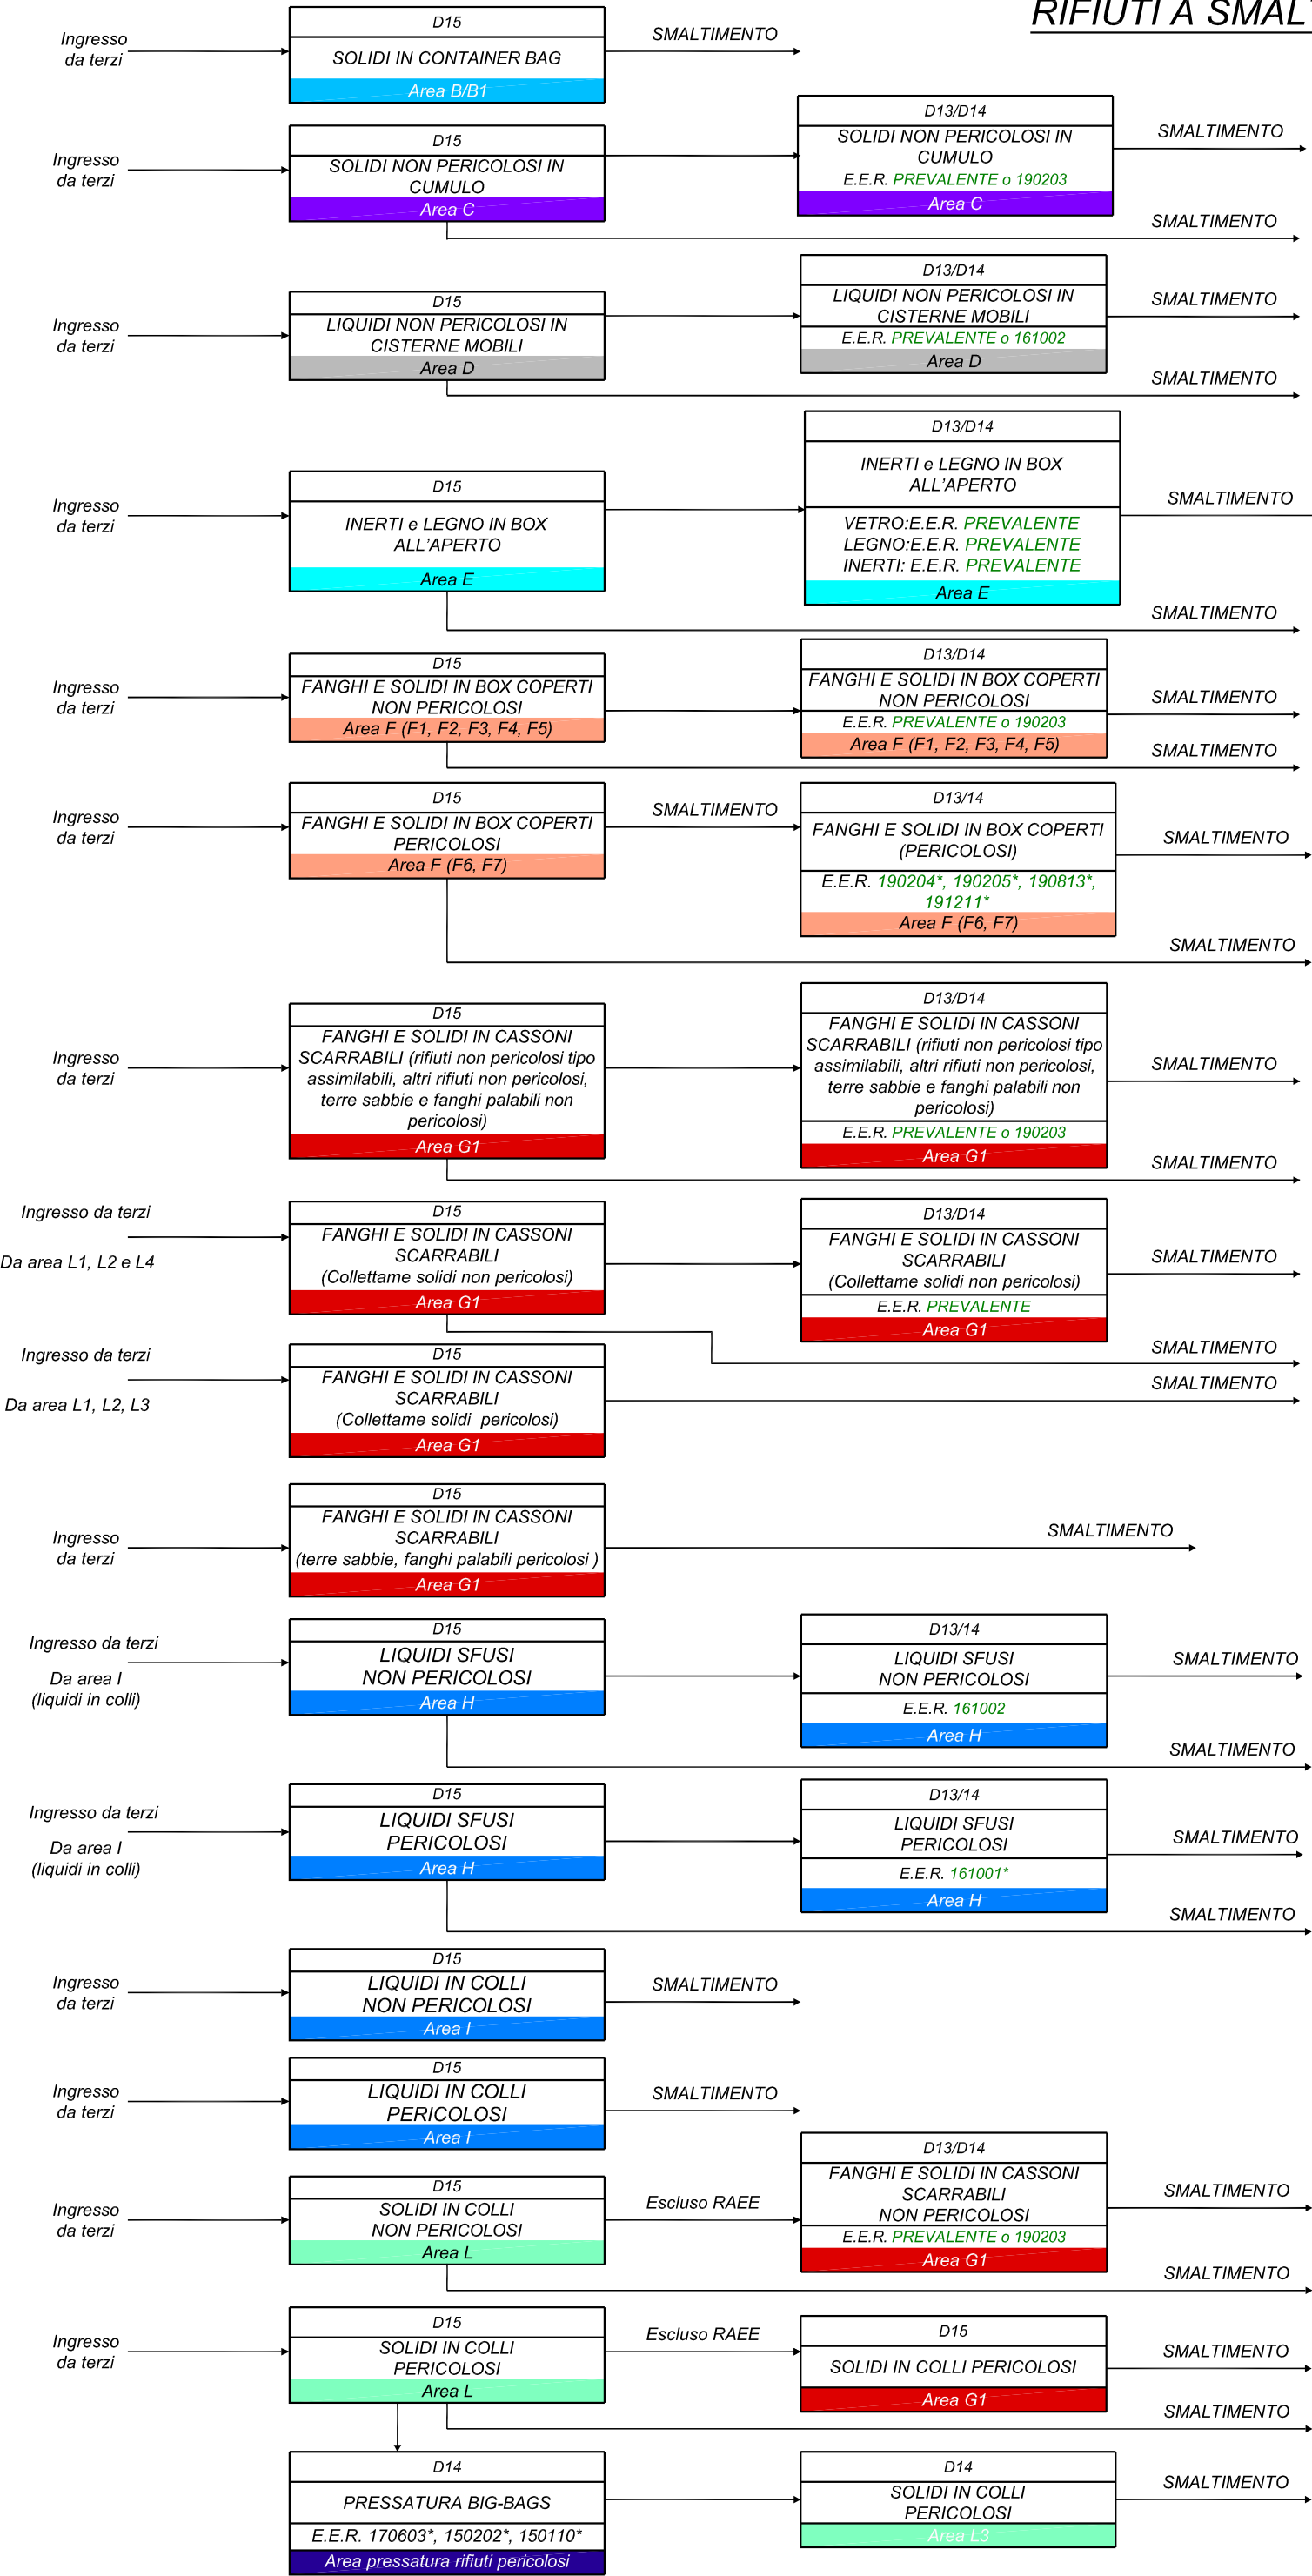 RIFIUTI A SMAL
Ingresso
da terzi
D15
SOLIDI IN CONTAINER BAG
Area B/B1
SMALTIMENTO
Ingresso
da terzi
D15
SOLIDI NON PERICOLOSI IN
CUMULO
Area C
D13/D14
SOLIDI NON PERICOLOSI IN
CUMULO
E.E.R. PREVALENTE o 190203
Area C
SMALTIMENTO
SMALTIMENTO
Ingresso
da terzi
D15
LIQUIDI NON PERICOLOSI IN
CISTERNE MOBILI
Area D
D13/D14
LIQUIDI NON PERICOLOSI IN
CISTERNE MOBILI
E.E.R. PREVALENTE o 161002
Area D
SMALTIMENTO
SMALTIMENTO
Ingresso
da terzi
D15
INERTI e LEGNO IN BOX
ALL'APERTO
Area E
D13/D14
INERTI e LEGNO IN BOX
ALL'APERTO
VETRO:E.E.R. PREVALENTE
LEGNO:E.E.R. PREVALENTE
INERTI: E.E.R. PREVALENTE
Area E
SMALTIMENTO
SMALTIMENTO
Ingresso
da terzi
D15
FANGHI E SOLIDI IN BOX COPERTI
NON PERICOLOSI
Area F (F1, F2, F3, F4, F5)
D13/D14
FANGHI E SOLIDI IN BOX COPERTI
NON PERICOLOSI
E.E.R. PREVALENTE o 190203
Area F (F1, F2, F3, F4, F5)
SMALTIMENTO
SMALTIMENTO
Ingresso
da terzi
D15
FANGHI E SOLIDI IN BOX COPERTI
PERICOLOSI
Area F (F6, F7)
SMALTIMENTO
D13/14
FANGHI E SOLIDI IN BOX COPERTI
(PERICOLOSI)
E.E.R. 190204*, 190205*, 190813*,
191211*
Area F (F6, F7)
SMALTIMENTO
SMALTIMENTO
Ingresso
da terzi
D15
FANGHI E SOLIDI IN CASSONI
SCARRABILI (rifiuti non pericolosi tipo
assimilabili, altri rifiuti non pericolosi,
terre sabbie e fanghi palabili non
pericolosi)
Area G1
D13/D14
FANGHI E SOLIDI IN CASSONI
SCARRABILI (rifiuti non pericolosi tipo
assimilabili, altri rifiuti non pericolosi,
terre sabbie e fanghi palabili non
pericolosi)
E.E.R. PREVALENTE o 190203
Area G1
SMALTIMENTO
SMALTIMENTO
Ingresso da terzi
Da area L1, L2 e L4
D15
FANGHI E SOLIDI IN CASSONI
SCARRABILI
(Collettame solidi non pericolosi)
Area G1
D13/D14
FANGHI E SOLIDI IN CASSONI
SCARRABILI
(Collettame solidi non pericolosi)
E.E.R. PREVALENTE
Area G1
SMALTIMENTO
SMALTIMENTO
Ingresso da terzi
Da area L1, L2, L3
D15
FANGHI E SOLIDI IN CASSONI
SCARRABILI
(Collettame solidi pericolosi)
Area G1
SMALTIMENTO
Ingresso
da terzi
D15
FANGHI E SOLIDI IN CASSONI
SCARRABILI
(terre sabbie, fanghi palabili pericolosi )
Area G1
SMALTIMENTO
Ingresso da terzi
Da area I
(liquidi in colli)
D15
LIQUIDI SFUSI
NON PERICOLOSI
Area H
D13/14
LIQUIDI SFUSI
NON PERICOLOSI
E.E.R. 161002
Area H
SMALTIMENTO
SMALTIMENTO
Ingresso da terzi
Da area I
(liquidi in colli)
D15
LIQUIDI SFUSI
PERICOLOSI
Area H
D13/14
LIQUIDI SFUSI
PERICOLOSI
E.E.R. 161001*
Area H
SMALTIMENTO
SMALTIMENTO
Ingresso
da terzi
D15
LIQUIDI IN COLLI
NON PERICOLOSI
Area I
SMALTIMENTO
Ingresso
da terzi
D15
LIQUIDI IN COLLI
PERICOLOSI
Area I
SMALTIMENTO
Ingresso
da terzi
D15
SOLIDI IN COLLI
NON PERICOLOSI
Area L
Escluso RAEE
D13/D14
FANGHI E SOLIDI IN CASSONI
SCARRABILI
NON PERICOLOSI
E.E.R. PREVALENTE o 190203
Area G1
SMALTIMENTO
SMALTIMENTO
Ingresso
da terzi
D15
SOLIDI IN COLLI
PERICOLOSI
Area L
Escluso RAEE
D15
SOLIDI IN COLLI PERICOLOSI
Area G1
SMALTIMENTO
SMALTIMENTO
D14
PRESSATURA BIG-BAGS
E.E.R. 170603*, 150202*, 150110*
Area pressatura rifiuti pericolosi
D14
SOLIDI IN COLLI
PERICOLOSI
Area L3
SMALTIMENTO